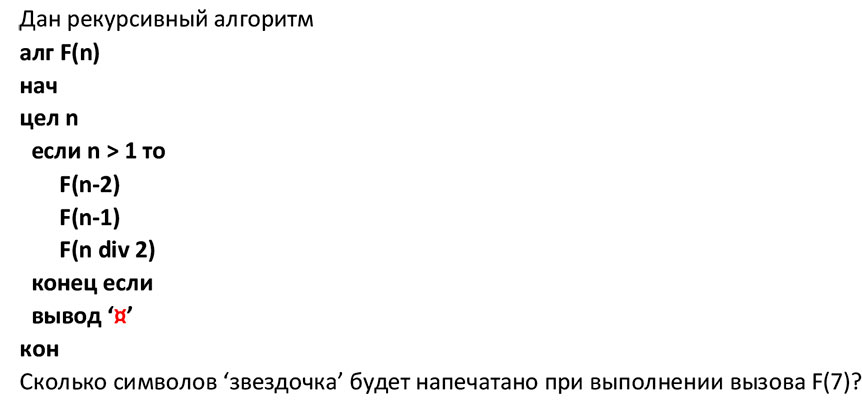 Дан рекурсивный алгоритм
алг F(n)
нач
цел n
если n > 1 то
F(n-2)
F(n-1)
F(n div 2)
конец если
вывод ‘¤’
кон
Сколько символов ‘звездочка’ будет напечатано при выполнении вызова F(7)?